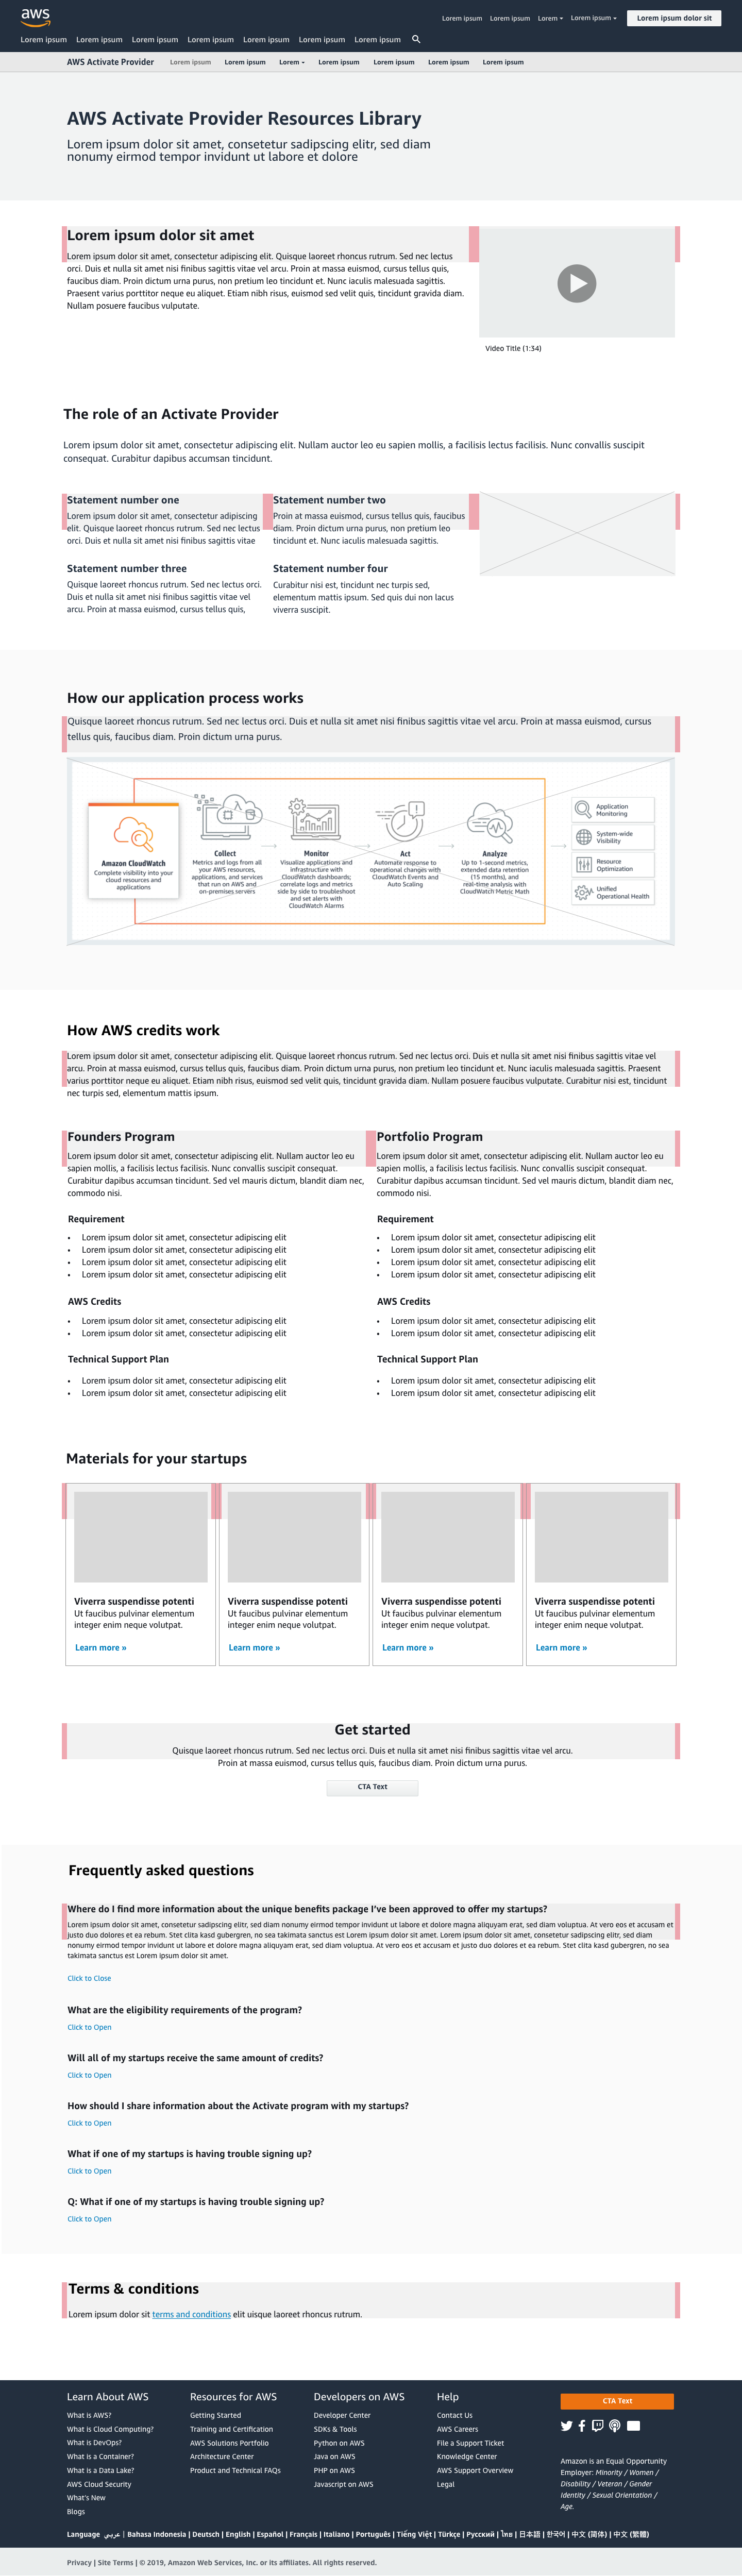 aws
Lorem ipsum Lorem ipsum Lorem Lorem ipsum Lorem ipsum dolor sit
Lorem ipsum Lorem ipsum Lorem ipsum Lorem ipsum Lorem ipsum Lorem ipsum Lorem ipsum
AWS Activate Provider Lorem ipsum Lorem ipsum Lorem Lorem ipsum Lorem ipsum Lorem ipsum Lorem ipsum
AWS Activate Provider Resources Library
Lorem ipsum dolor sit amet, consetetur sadipscing elitr, sed diam
nonumy eirmod tempor invidunt ut labore et dolore
Lorem ipsum dolor sit amet
Lorem ipsum dolor sit amet, consectetur adipiscing elit. Quisque laoreet rhoncus rutrum. Sed nec lectus
orci. Duis et nulla sit amet nisi finibus sagittis vitae vel arcu. Proin at massa euismod, cursus tellus quis,
faucibus diam. Proin dictum urna purus, non pretium leo tincidunt et. Nunc iaculis malesuada sagittis.
Praesent varius porttitor neque eu aliquet. Etiam nibh risus, euismod sed velit quis, tincidunt gravida diam.
Nullam posuere faucibus vulputate.
Video Title (1:34)
The role of an Activate Provider
Lorem ipsum dolor sit amet, consectetur adipiscing elit. Nullam auctor leo eu sapien mollis, a facilisis lectus facilisis. Nunc convallis suscipit
consequat. Curabitur dapibus accumsan tincidunt.
Statement number one
Lorem ipsum dolor sit amet, consectetur adipiscing
elit. Quisque laoreet rhoncus rutrum. Sed nec lectus
orci. Duis et nulla sit amet nisi finibus sagittis vitae
Statement number two
Proin at massa euismod, cursus tellus quis, faucibus
diam. Proin dictum urna purus, non pretium leo
tincidunt et. Nunc iaculis malesuada sagittis.
Statement number three
Quisque laoreet rhoncus rutrum. Sed nec lectus orci.
Duis et nulla sit amet nisi finibus sagittis vitae vel
arcu. Proin at massa euismod, cursus tellus quis,
Statement number four
Curabitur nisi est, tincidunt nec turpis sed,
elementum mattis ipsum. Sed quis dui non lacus
viverra suscipit.
How our application process works
Quisque laoreet rhoncus rutrum. Sed nec lectus orci. Duis et nulla sit amet nisi finibus sagittis vitae vel arcu. Proin at massa euismod, cursus
tellus quis, faucibus diam. Proin dictum urna purus.
Amazon CloudWatch
Complete visibility into your
cloud resources and
applications
Collect
Metrics and logs from all
your AWS resources,
applications, and services
that run on AWS and
on-premises servers
Monitor
Visualize applications and
infrastructure with
CloudWatch dashboards;
correlate logs and metrics
side by side to troubleshoot
and set alerts with
CloudWatch Alarms
Act
Automate response to
operational changes with
CloudWatch Events and
Auto Scaling
Analyze
Up to 1-second metrics,
extended data retention
(15 months), and
real-time analysis with
CloudWatch Metric Math
Application
Monitoring
System-wide
Visibility
Resource
Optimization
Unified
Operational Health
How AWS credits work
Lorem ipsum dolor sit amet, consectetur adipiscing elit. Quisque laoreet rhoncus rutrum. Sed nec lectus orci. Duis et nulla sit amet nisi finibus sagittis vitae vel
arcu. Proin at massa euismod, cursus tellus quis, faucibus diam. Proin dictum urna purus, non pretium leo tincidunt et. Nunc iaculis malesuada sagittis. Praesent
varius porttitor neque eu aliquet. Etiam nibh risus, euismod sed velit quis, tincidunt gravida diam. Nullam posuere faucibus vulputate. Curabitur nisi est, tincidunt
nec turpis sed, elementum mattis ipsum.
Founders Program
Lorem ipsum dolor sit amet, consectetur adipiscing elit. Nullam auctor leo eu
sapien mollis, a facilisis lectus facilisis. Nunc convallis suscipit consequat.
Curabitur dapibus accumsan tincidunt. Sed vel mauris dictum, blandit diam nec,
commodo nisi.
Requirement
• Lorem ipsum dolor sit amet, consectetur adipiscing elit
• Lorem ipsum dolor sit amet, consectetur adipiscing elit
• Lorem ipsum dolor sit amet, consectetur adipiscing elit
• Lorem ipsum dolor sit amet, consectetur adipiscing elit
AWS Credits
• Lorem ipsum dolor sit amet, consectetur adipiscing elit
• Lorem ipsum dolor sit amet, consectetur adipiscing elit
Technical Support Plan
• Lorem ipsum dolor sit amet, consectetur adipiscing elit
• Lorem ipsum dolor sit amet, consectetur adipiscing elit
Portfolio Program
Lorem ipsum dolor sit amet, consectetur adipiscing elit. Nullam auctor leo eu
sapien mollis, a facilisis lectus facilisis. Nunc convallis suscipit consequat.
Curabitur dapibus accumsan tincidunt. Sed vel mauris dictum, blandit diam nec,
commodo nisi.
Requirement
• Lorem ipsum dolor sit amet, consectetur adipiscing elit
• Lorem ipsum dolor sit amet, consectetur adipiscing elit
• Lorem ipsum dolor sit amet, consectetur adipiscing elit
• Lorem ipsum dolor sit amet, consectetur adipiscing elit
AWS Credits
• Lorem ipsum dolor sit amet, consectetur adipiscing elit
• Lorem ipsum dolor sit amet, consectetur adipiscing elit
Technical Support Plan
• Lorem ipsum dolor sit amet, consectetur adipiscing elit
• Lorem ipsum dolor sit amet, consectetur adipiscing elit
Materials for your startups
Viverra suspendisse potenti
Ut faucibus pulvinar elementum
integer enim neque volutpat.
Learn more »
Viverra suspendisse potenti
Ut faucibus pulvinar elementum
integer enim neque volutpat.
Learn more »
Viverra suspendisse potenti
Ut faucibus pulvinar elementum
integer enim neque volutpat.
Learn more »
Viverra suspendisse potenti
Ut faucibus pulvinar elementum
integer enim neque volutpat.
Learn more »
Get started
Quisque laoreet rhoncus rutrum. Sed nec lectus orci. Duis et nulla sit amet nisi finibus sagittis vitae vel arcu.
Proin at massa euismod, cursus tellus quis, faucibus diam. Proin dictum urna purus.
CTA Text
Frequently asked questions
Where do I find more information about the unique benefits package I've been approved to offer my startups?
Lorem ipsum dolor sit amet, consetetur sadipscing elitr, sed diam nonumy eirmod tempor invidunt ut labore et dolore magna aliquyam erat, sed diam voluptua. At vero eos et accusam et
justo duo dolores et ea rebum. Stet clita kasd gubergren, no sea takimata sanctus est Lorem ipsum dolor sit amet. Lorem ipsum dolor sit amet, consetetur sadipscing elitr, sed diam
nonumy eirmod tempor invidunt ut labore et dolore magna aliquyam erat, sed diam voluptua. At vero eos et accusam et justo duo dolores et ea rebum. Stet clita kasd gubergren, no sea
takimata sanctus est Lorem ipsum dolor sit amet.
Click to Close
What are the eligibility requirements of the program?
Click to Open
Will all of my startups receive the same amount of credits?
Click to Open
How should I share information about the Activate program with my startups?
Click to Open
What if one of my startups is having trouble signing up?
Click to Open
Q: What if one of my startups is having trouble signing up?
Click to Open
Terms & conditions
Lorem ipsum dolor sit terms and conditions elit uisque laoreet rhoncus rutrum.
Learn About AWS
What is AWS?
What is Cloud Computing?
What is DevOps?
What is a Container?
What is a Data Lake?
AWS Cloud Security
What's New
Blogs
Resources for AWS
Getting Started
Training and Certification
AWS Solutions Portfolio
Architecture Center
Product and Technical FAQs
Developers on AWS
Developer Center
SDKs & Tools
Python on AWS
Java on AWS
PHP on AWS
Javascript on AWS
Help
Contact Us
AWS Careers
File a Support Ticket
Knowledge Center
AWS Support Overview
Legal
CTA Text
Amazon is an Equal Opportunity
Employer: Minority / Women /
Disability / Veteran / Gender
Identity / Sexual Orientation /
Age.
Language عربي | Bahasa Indonesia | Deutsch | English | Español | Français | Italiano | Português | Tiếng Việt | Türkçe | Ρусский | ไทย | 日本語 | 한국어 | 中文 (简体) | 中文 (繁體)
Privacy | Site Terms | © 2019, Amazon Web Services, Inc. or its affiliates. All rights reserved.